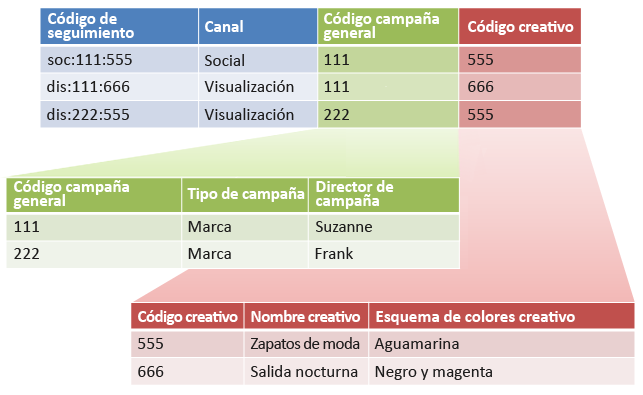 Código de seguimiento Canal Código campaña general Código creativo
soc:111:555 Social 111 555
dis:111:666 Visualización 111 666
dis:222:555 Visualización 222 555
Código campaña general Tipo de campaña Director de campaña
111 Marca Suzanne
222 Marca Frank
Código creativo Nombre creativo Esquema de colores creativo
555 Zapatos de moda Aguamarina
666 Salida nocturna Negro y magenta